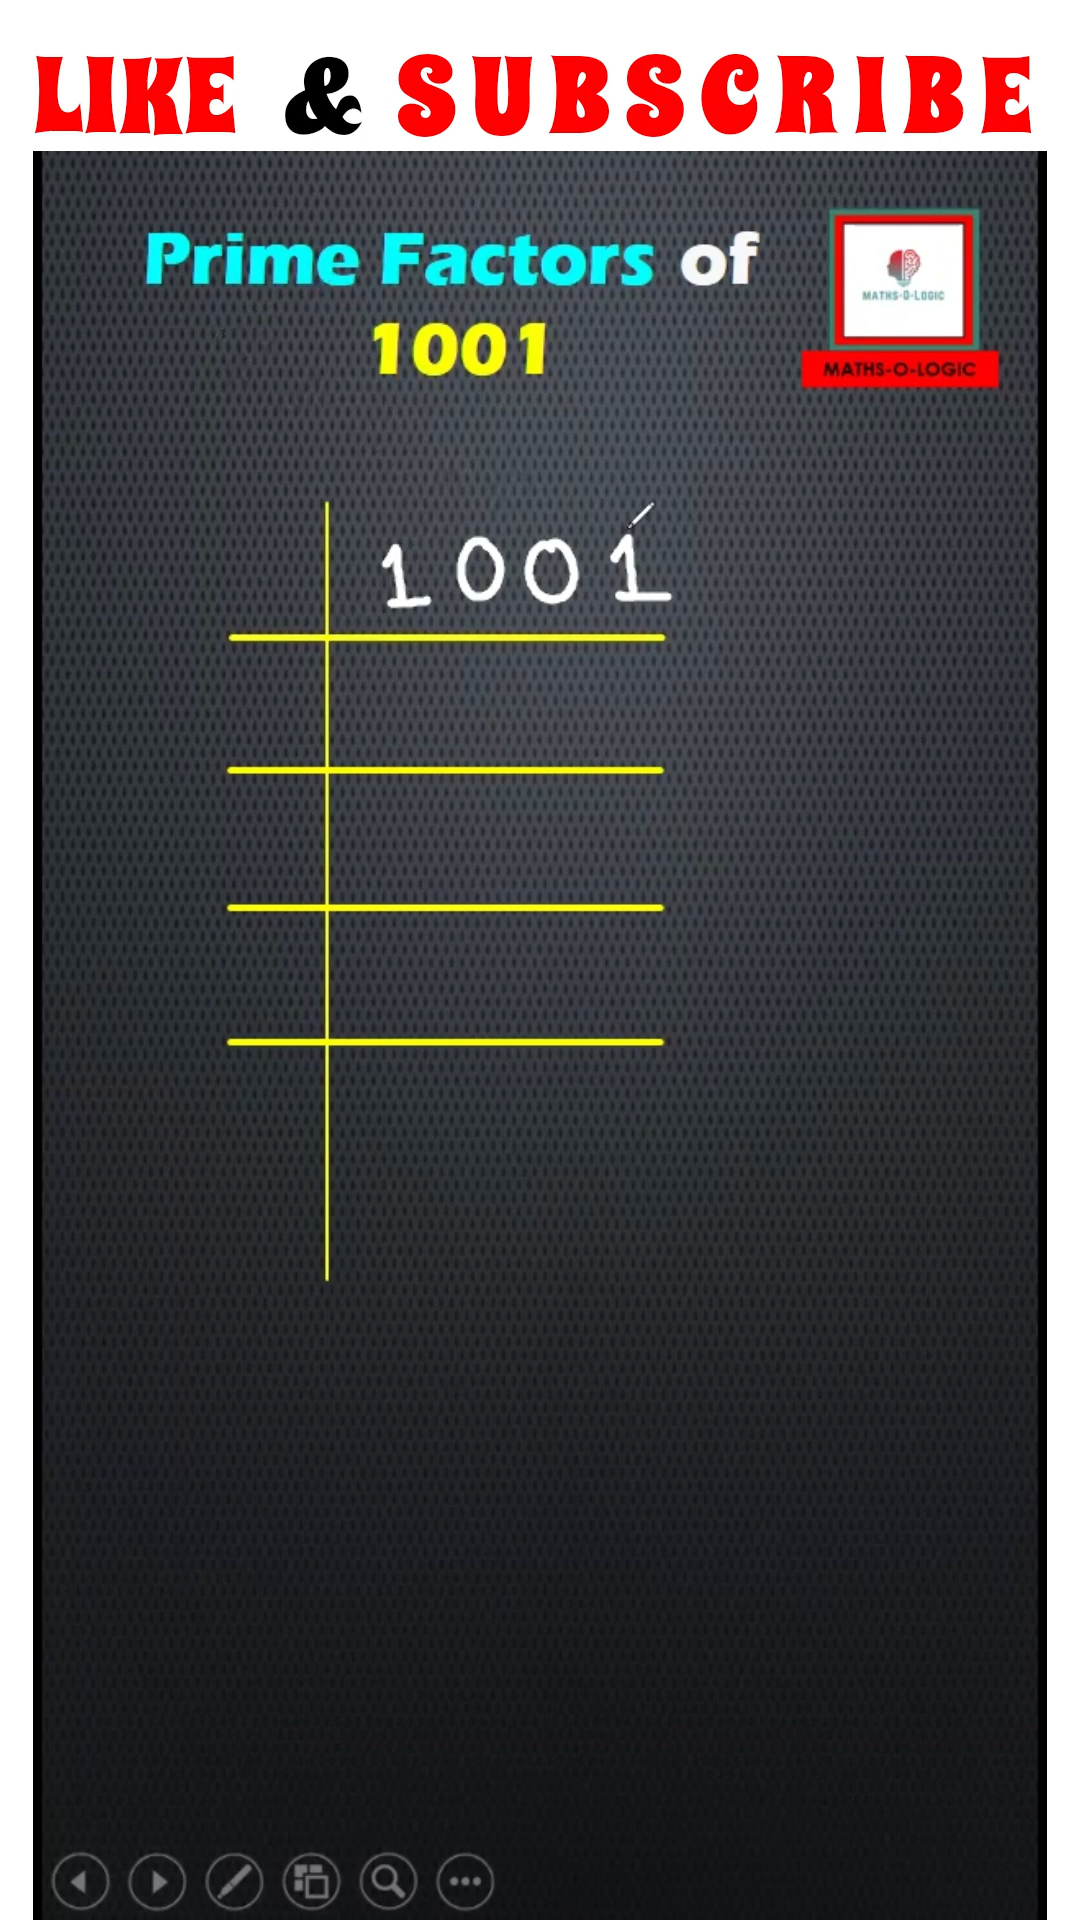 LIKE & SUBSCRIBE
Prime Factors of
1001
MATHS-O-LOGIC
MATHS-O-LOGIC
1001